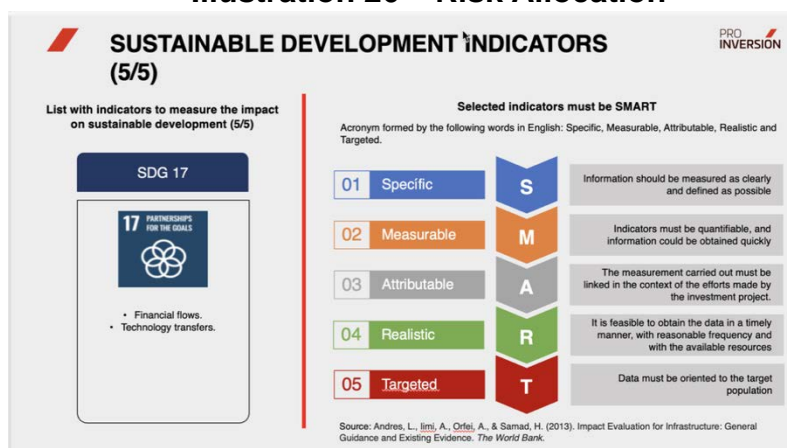 SUSTAINABLE DEVELOPMENT INDICATORS
(5/5)
PRO
INVERSIÓN
List with indicators to measure the impact
on sustainable development (5/5)
SDG 17
17 PARTNERSHIPS
FOR THE GOALS
• Financial flows.
• Technology transfers.
Selected indicators must be SMART
Acronym formed by the following words in English: Specific, Measurable, Attributable, Realistic and
Targeted.
01 Specific S
Information should be measured as clearly
and defined as possible
02 Measurable M
Indicators must be quantifiable, and
information could be obtained quickly
03 Attributable A
The measurement carried out must be
linked in the context of the efforts made by
the investment project.
04 Realistic R
It is feasible to obtain the data in a timely
manner, with reasonable frequency and
with the available resources
05 Targeted T
Data must be oriented to the target
population
Source: Andres, L., Iimi, A., Orfei, A., & Samad, H. (2013). Impact Evaluation for Infrastructure: General
Guidance and Existing Evidence. The World Bank.